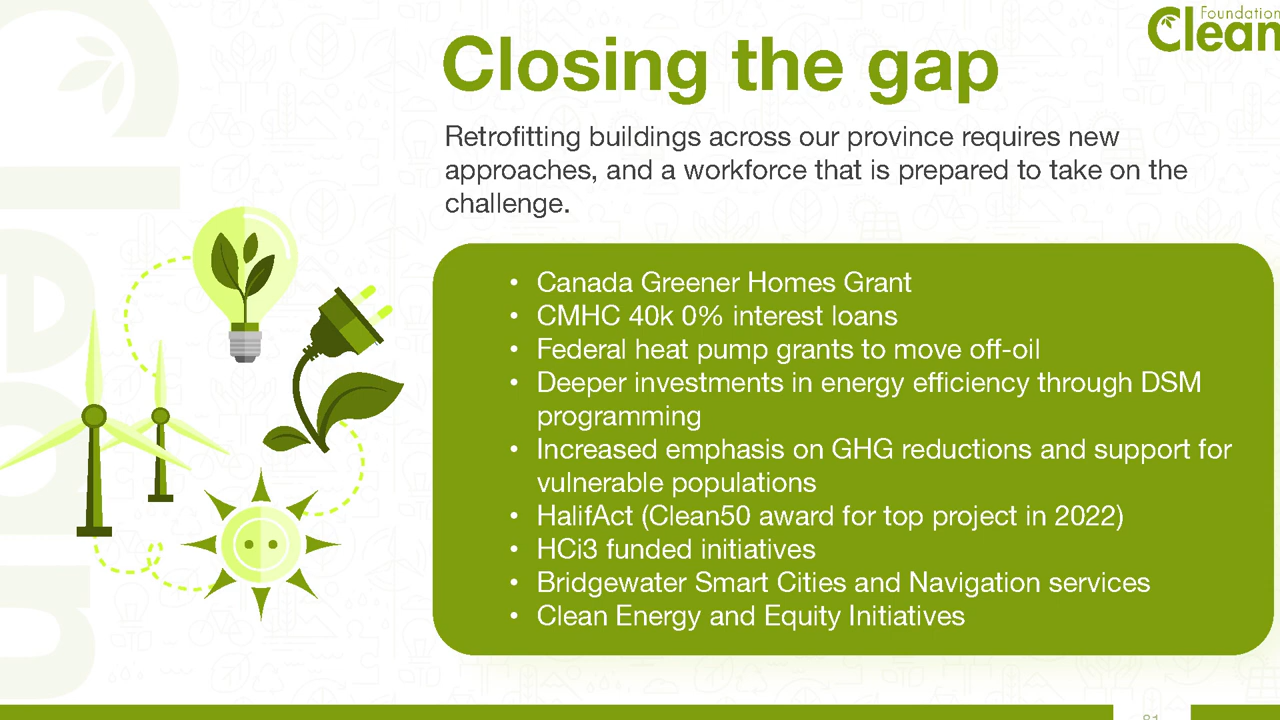 Foundation
Clean
Closing the gap
Retrofitting buildings across our province requires new
approaches, and a workforce that is prepared to take on the
challenge.
• Canada Greener Homes Grant
• CMHC 40k 0% interest loans
• Federal heat pump grants to move off-oil
• Deeper investments in energy efficiency through DSM
programming
• Increased emphasis on GHG reductions and support for
vulnerable populations
• HalifAct (Clean50 award for top project in 2022)
• HCi3 funded initiatives
• Bridgewater Smart Cities and Navigation services
• Clean Energy and Equity Initiatives
Clean
81